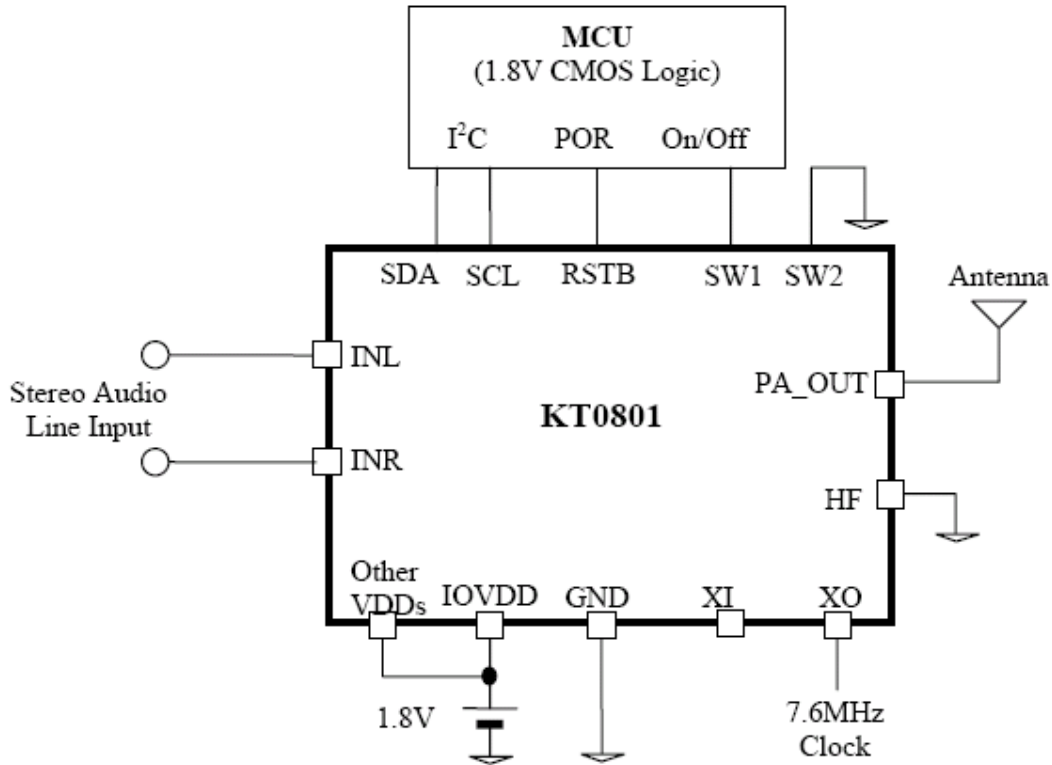 MCU
(1.8V CMOS Logic)
I²C POR On/Off
SDA SCL RSTB SW1 SW2
Antenna
INL
PA_OUT
Stereo Audio
Line Input
KT0801
INR
HF
Other
VDDs IOVDD GND XI XO
1.8V
7.6MHz
Clock